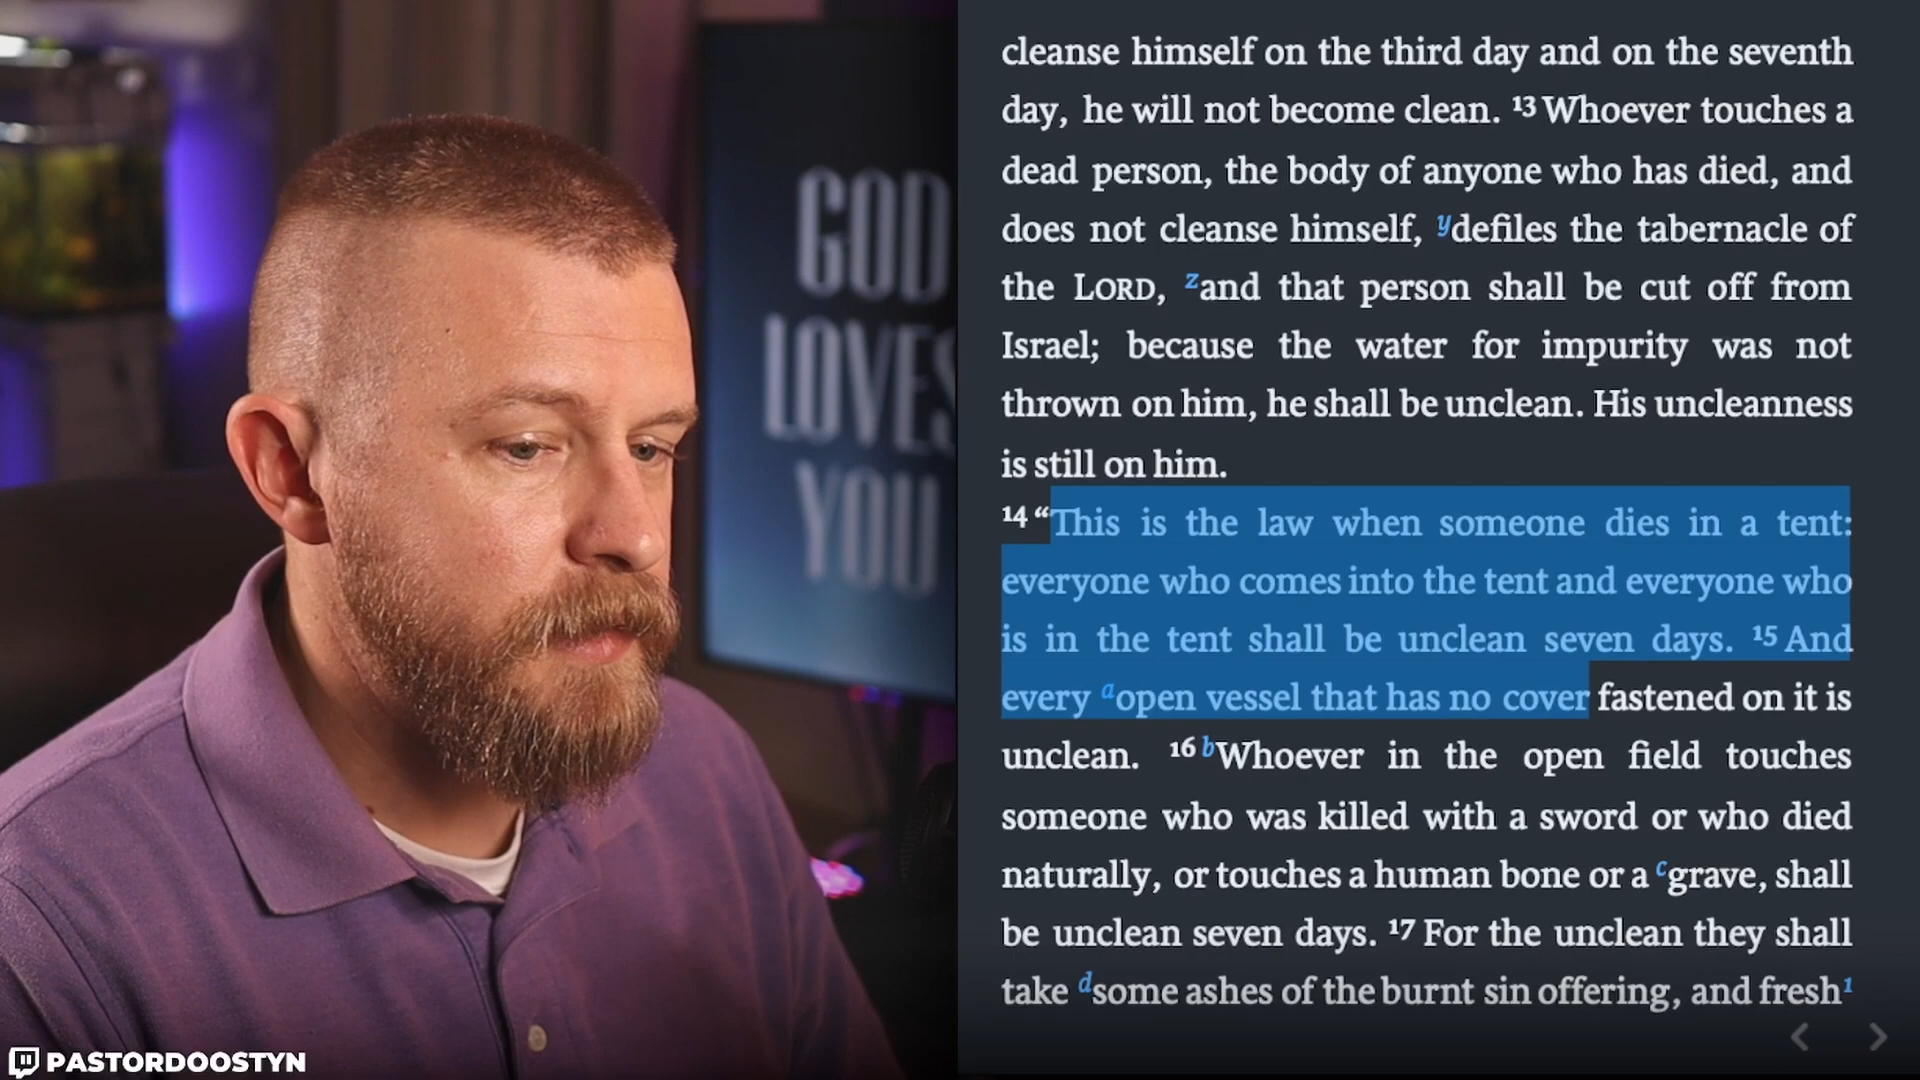 GOD
LOVES
YOU
PASTORDOOSTYN
cleanse himself on the third day and on the seventh
day, he will not become clean. 13 Whoever touches a
dead person, the body of anyone who has died, and
does not cleanse himself, y defiles the tabernacle of
the LORD, z and that person shall be cut off from
Israel; because the water for impurity was not
thrown on him, he shall be unclean. His uncleanness
is still on him.
14 “This is the law when someone dies in a tent:
everyone who comes into the tent and everyone who
is in the tent shall be unclean seven days. 15 And
every a open vessel that has no cover fastened on it is
unclean. 16 b Whoever in the open field touches
someone who was killed with a sword or who died
naturally, or touches a human bone or a c grave, shall
be unclean seven days. 17 For the unclean they shall
take d some ashes of the burnt sin offering, and fresh 1